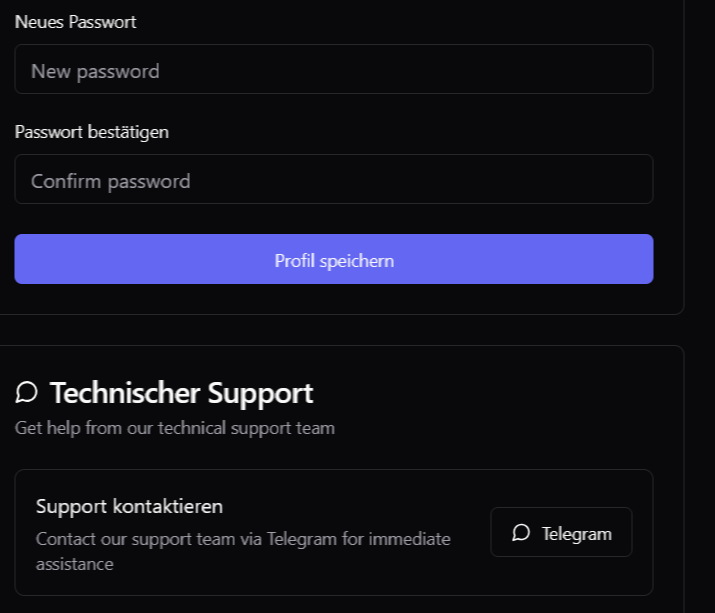 Neues Passwort
New password
Passwort bestätigen
Confirm password
Profil speichern
Technischer Support
Get help from our technical support team
Support kontaktieren
Contact our support team via Telegram for immediate
assistance
Telegram